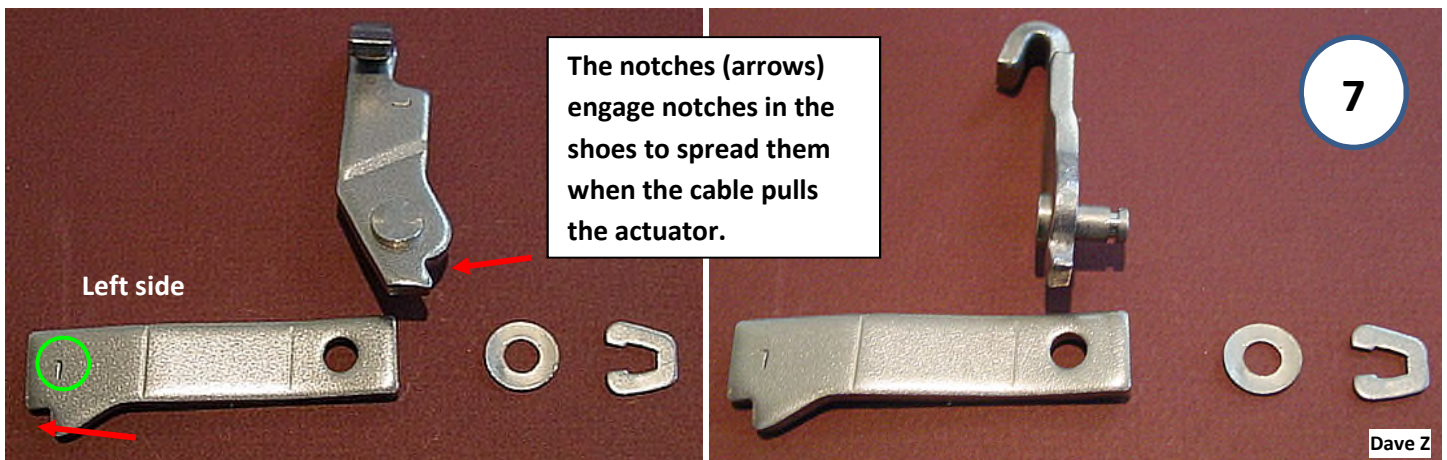 The notches (arrows)
engage notches in the
shoes to spread them
when the cable pulls
the actuator.
7
Left side
L
L
L
Dave Z